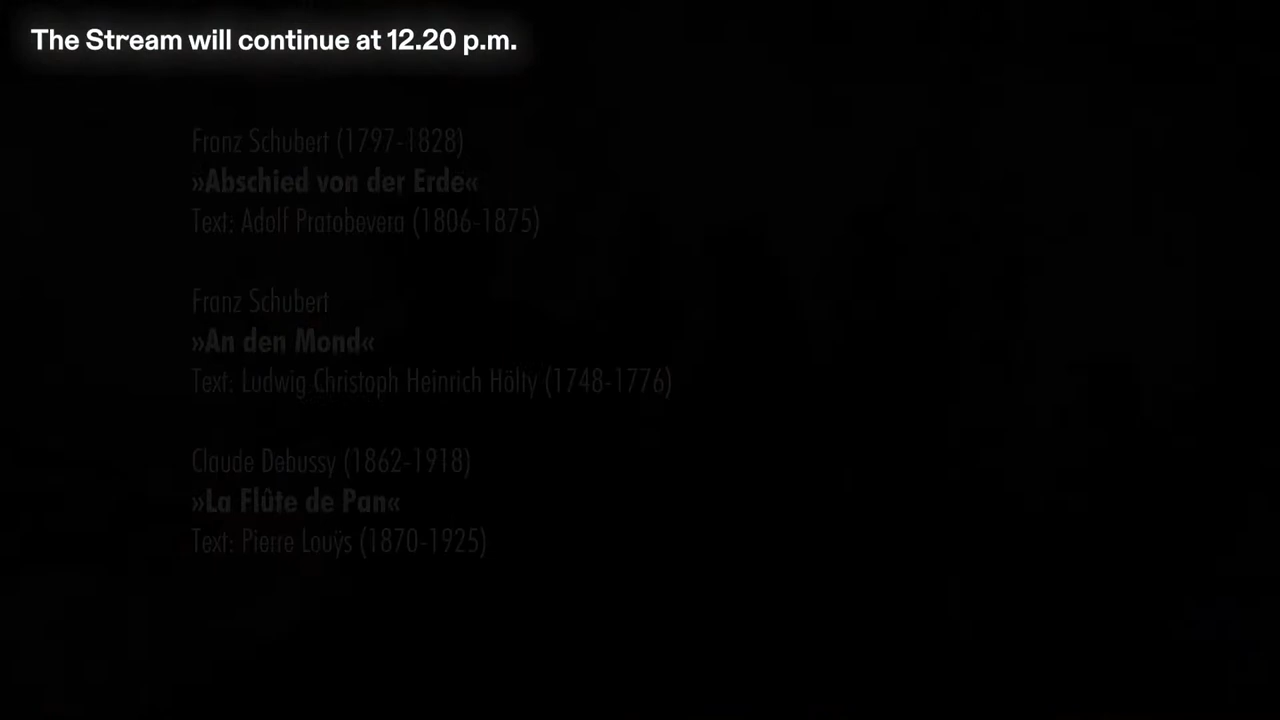 The Stream will continue at 12.20 p.m.
Franz Schubert (1797-1828)
»Abschied von der Erde«
Text: Adolf Pratobevera (1806-1875)
Franz Schubert
»An den Mond«
Text: Ludwig Christoph Heinrich Hölty (1748-1776)
Claude Debussy (1862-1918)
»La Flûte de Pan«
Text: Pierre Louÿs (1870-1925)